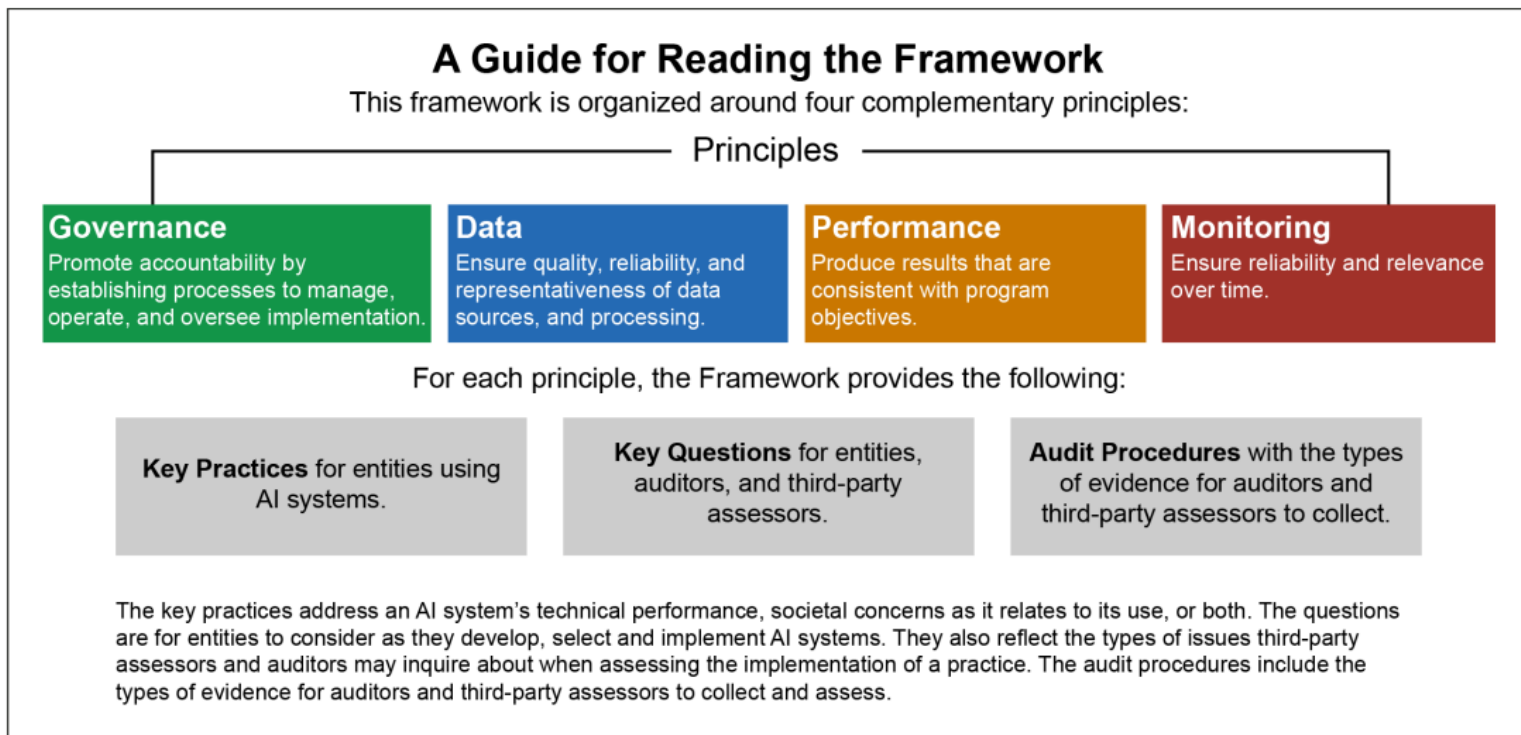 A Guide for Reading the Framework
This framework is organized around four complementary principles:
Principles
Governance
Promote accountability by
establishing processes to manage,
operate, and oversee implementation.
Data
Ensure quality, reliability, and
representativeness of data
sources, and processing.
Performance
Produce results that are
consistent with program
objectives.
Monitoring
Ensure reliability and relevance
over time.
For each principle, the Framework provides the following:
Key Practices for entities using
AI systems.
Key Questions for entities,
auditors, and third-party
assessors.
Audit Procedures with the types
of evidence for auditors and
third-party assessors to collect.
The key practices address an AI system’s technical performance, societal concerns as it relates to its use, or both. The questions
are for entities to consider as they develop, select and implement AI systems. They also reflect the types of issues third-party
assessors and auditors may inquire about when assessing the implementation of a practice. The audit procedures include the
types of evidence for auditors and third-party assessors to collect and assess.